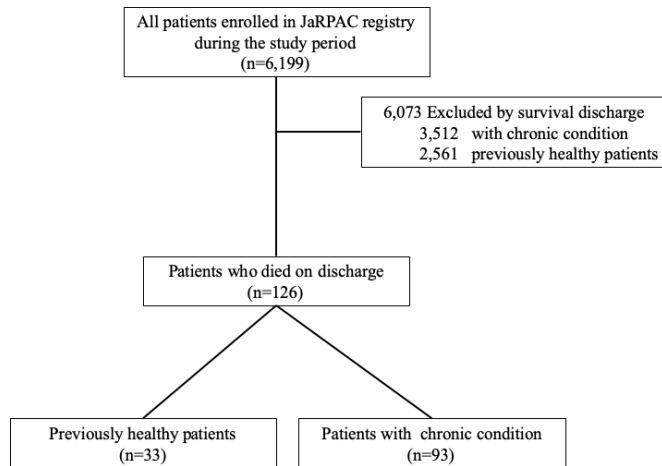 All patients enrolled in JaRPAC registry
during the study period
(n=6,199)
6,073 Excluded by survival discharge
3,512 with chronic condition
2,561 previously healthy patients
Patients who died on discharge
(n=126)
Previously healthy patients
(n=33)
Patients with chronic condition
(n=93)